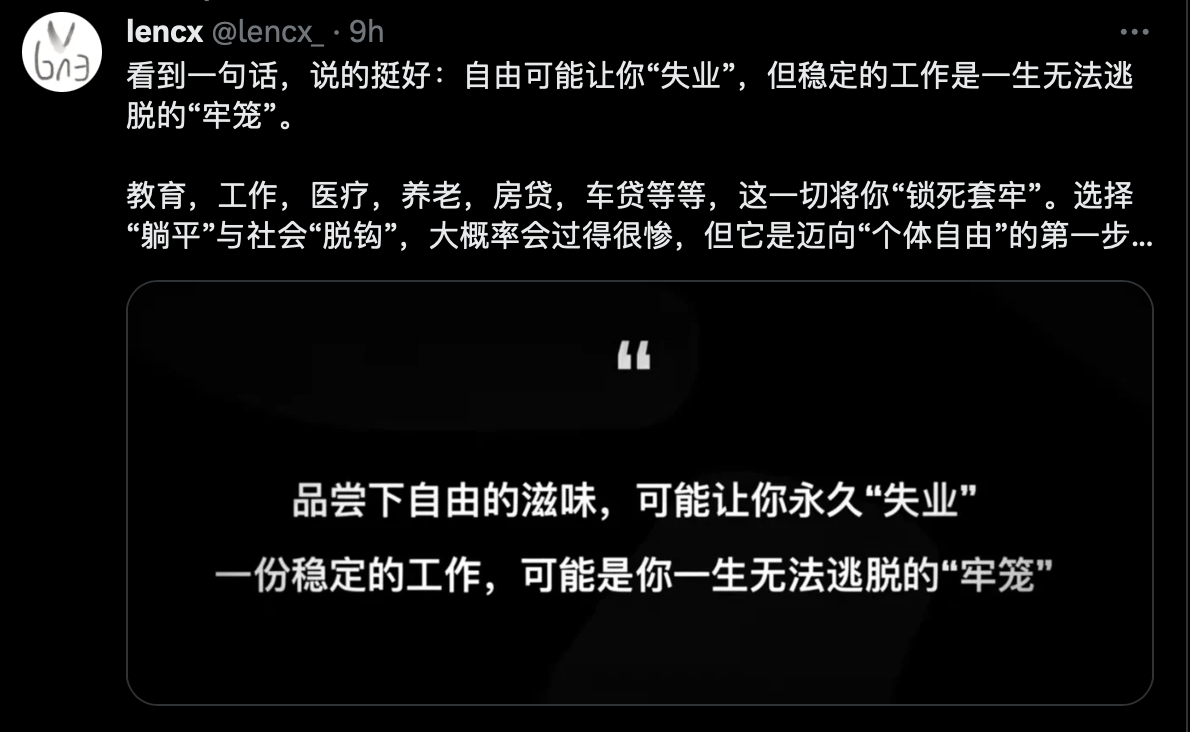 lencx @lencx_ · 9h
看到一句话，说的挺好：自由可能让你“失业”，但稳定的工作是一生无法逃
脱的“牢笼”。
教育，工作，医疗，养老，房贷，车贷等等，这一切将你“锁死套牢”。选择
“躺平”与社会“脱钩”，大概率会过得很惨，但它是迈向“个体自由”的第一步...
“
品尝下自由的滋味，可能让你永久“失业”
一份稳定的工作，可能是你一生无法逃脱的“牢笼”